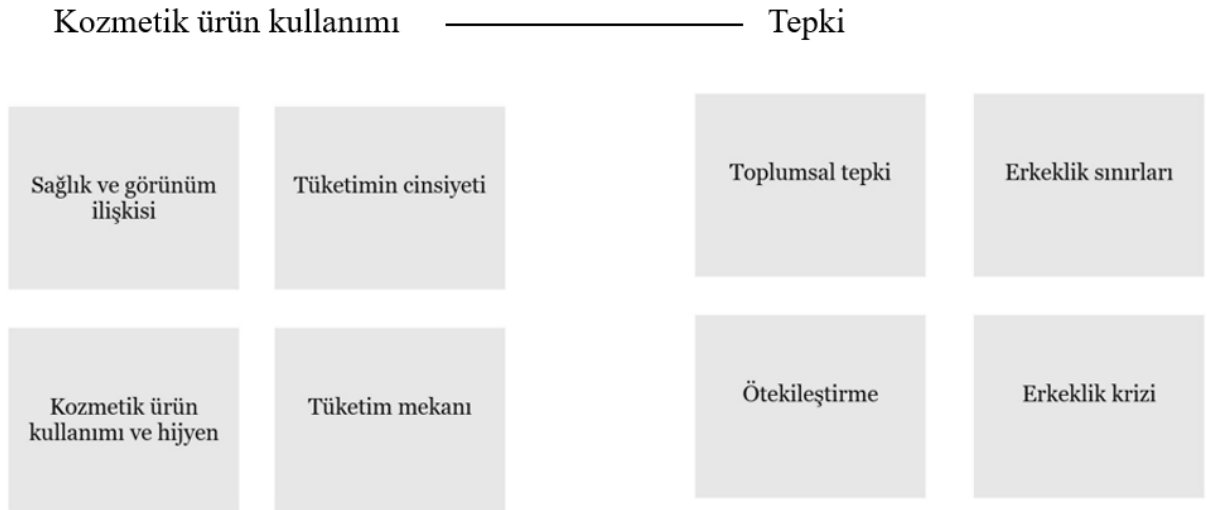 Kozmetik ürün kullanımı Tepki
Sağlık ve görünüm
ilişkisi
Tüketimin cinsiyeti
Toplumsal tepki
Erkeklik sınırları
Kozmetik ürün
kullanımı ve hijyen
Tüketim mekanı
Ötekileştirme
Erkeklik krizi